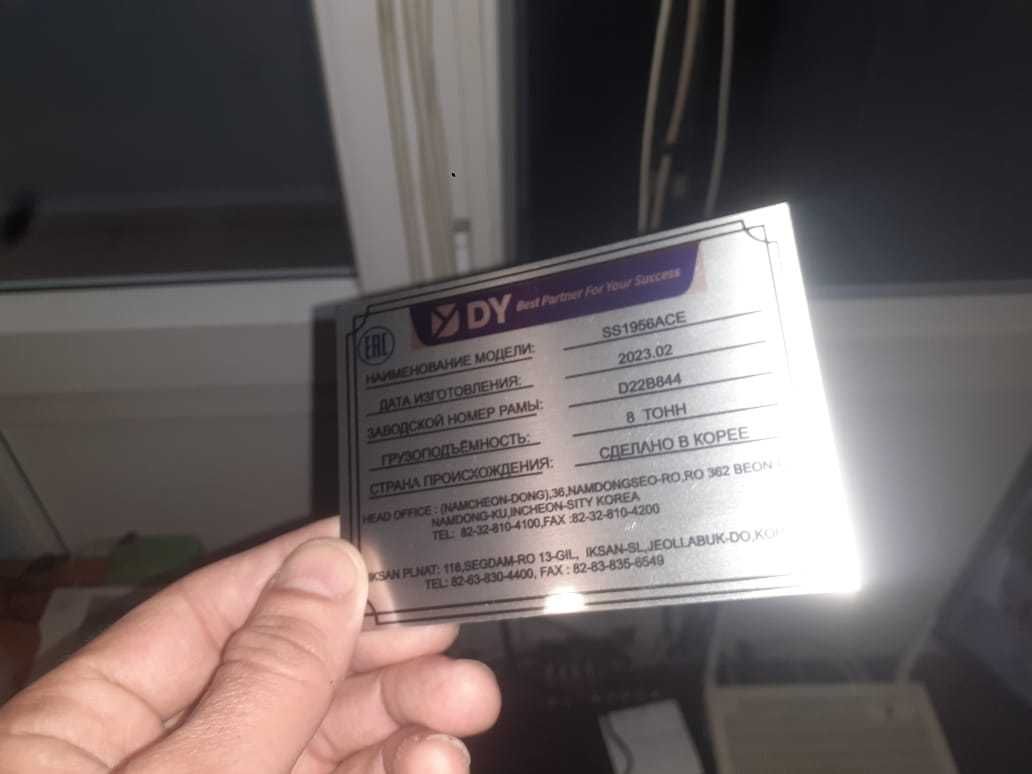 DY Best Partner For Your Success
EAC
НАИМЕНОВАНИЕ МОДЕЛИ: SS1956ACE
ДАТА ИЗГОТОВЛЕНИЯ: 2023.02
ЗАВОДСКОЙ НОМЕР РАМЫ: D22B844
ГРУЗОПОДЪЁМНОСТЬ: 8 ТОНН
СТРАНА ПРОИСХОЖДЕНИЯ: СДЕЛАНО В КОРЕЕ
HEAD OFFICE : (NAMCHEON-DONG),36,NAMDONGSEO-RO,RO 362 BEON
NAMDONG-KU,INCHEON-SITY KOREA
TEL: 82-32-810-4100,FAX :82-32-810-4200
IKSAN PLNAT: 118,SEGDAM-RO 13-GIL, IKSAN-SL,JEOLLABUK-DO,
TEL: 82-63-830-4400, FAX : 82-83-835-6549